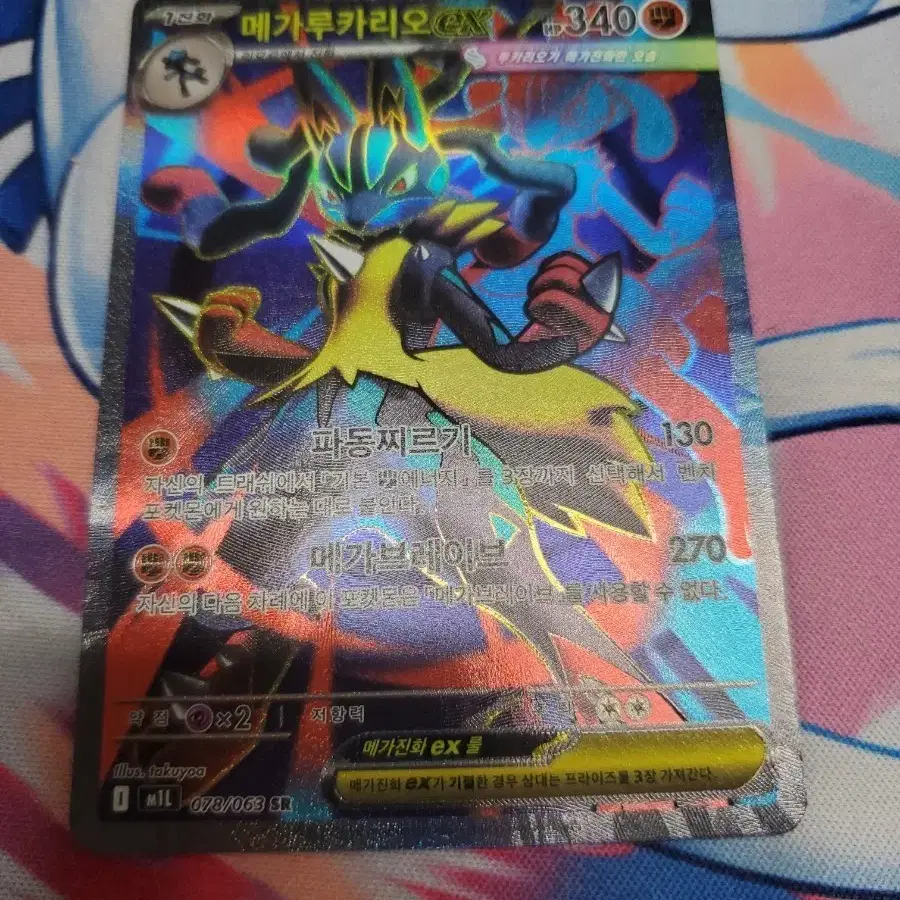 1진화 메가루카리오ex HP 340
루카리오가 메가진화한 모습
파동찌르기 130
자신의 트래쉬에서 「기본 에너지」를 3장까지 선택해서 벤치
포켓몬에게 원하는 대로 붙인다.
메가브레이브 270
자신의 다음 차례에 이 포켓몬은 「메가브레이브」를 사용할 수 없다.
약점 ×2 저항력
메가진화 ex 룰
메가진화 ex가 기절한 경우 상대는 프라이즈를 3장 가져간다.
Illus. takuyoa
I M1L 078/063 SR